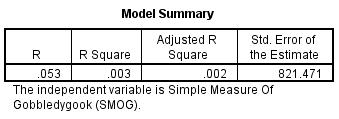 Model Summary
R R Square Adjusted R Square Std. Error of the Estimate
.053 .003 .002 821.471
The independent variable is Simple Measure Of
Gobbledygook (SMOG).